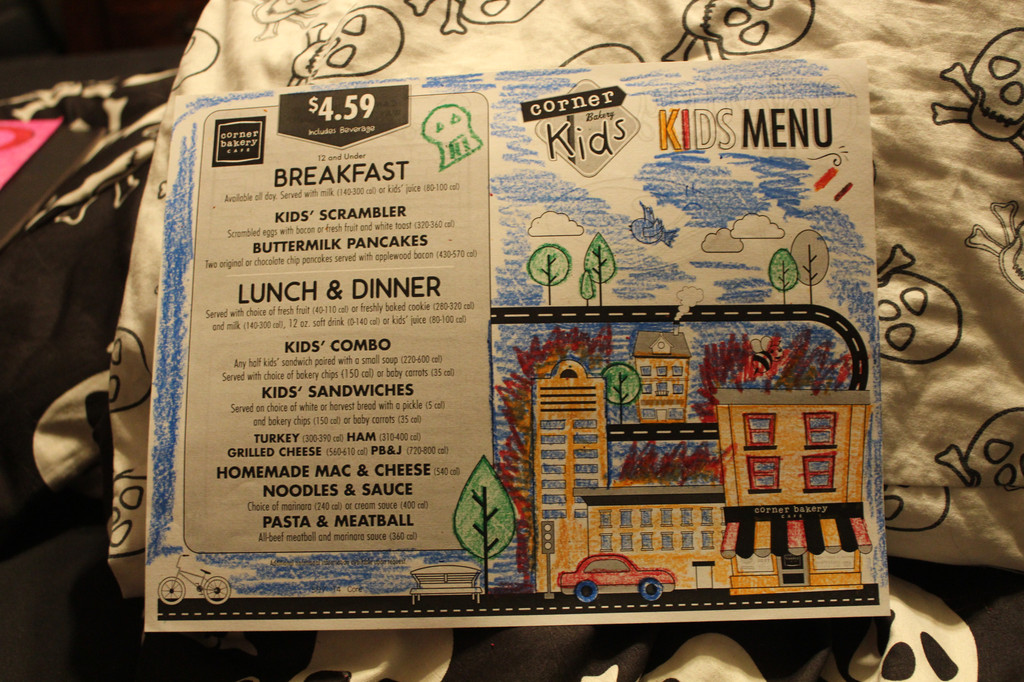 $4.59
Includes Beverage
corner
bakery
CAFE
12 and Under
BREAKFAST
Available all day. Served with milk (140-300 cal) or kids' juice (80-100 cal)
KIDS' SCRAMBLER
Scrambled eggs with bacon or fresh fruit and white toast (320-360 cal)
BUTTERMILK PANCAKES
Two original or chocolate chip pancakes served with applewood bacon (430-570 cal)
LUNCH & DINNER
Served with choice of fresh fruit (40-110 cal) or freshly baked cookie (280-320 cal)
and milk (140-300 cal), 12 oz. soft drink (0-140 cal) or kids' juice (80-100 cal)
KIDS' COMBO
Any half kids' sandwich paired with a small soup (220-600 cal)
Served with choice of bakery chips (150 cal) or baby carrots (35 cal)
KIDS' SANDWICHES
Served on choice of white or harvest bread with a pickle (5 cal)
and bakery chips (150 cal) or baby carrots (35 cal)
TURKEY (300-390 cal) HAM (310-400 cal)
GRILLED CHEESE (560-610 cal) PB&J (720-800 cal)
HOMEMADE MAC & CHEESE (540 cal)
NOODLES & SAUCE
Choice of marinara (240 cal) or cream sauce (400 cal)
PASTA & MEATBALL
All-beef meatball and marinara sauce (360 cal)
corner
Bakery
Kids
KIDS MENU
corner bakery
CAFE